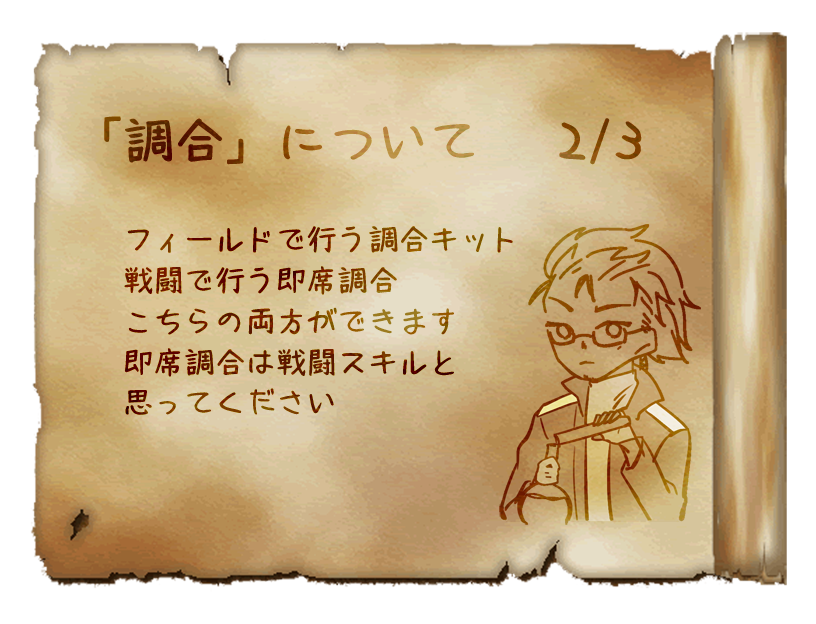 「調合」について 2/3
フィールドで行う調合キット
戦闘で行う即席調合
こちらの両方ができます
即席調合は戦闘スキルと
思ってください